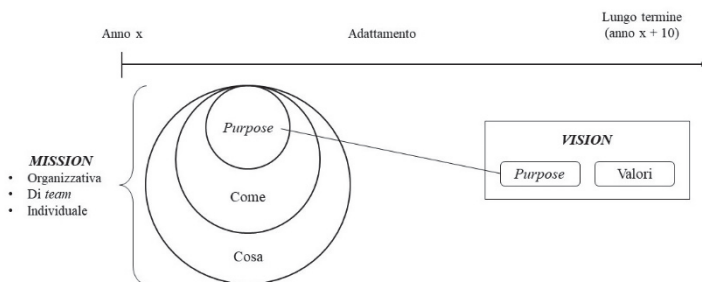 Anno x
Adattamento
Lungo termine
(anno x + 10)
MISSION
• Organizzativa
• Di team
• Individuale
Purpose
Come
Cosa
VISION
Purpose
Valori